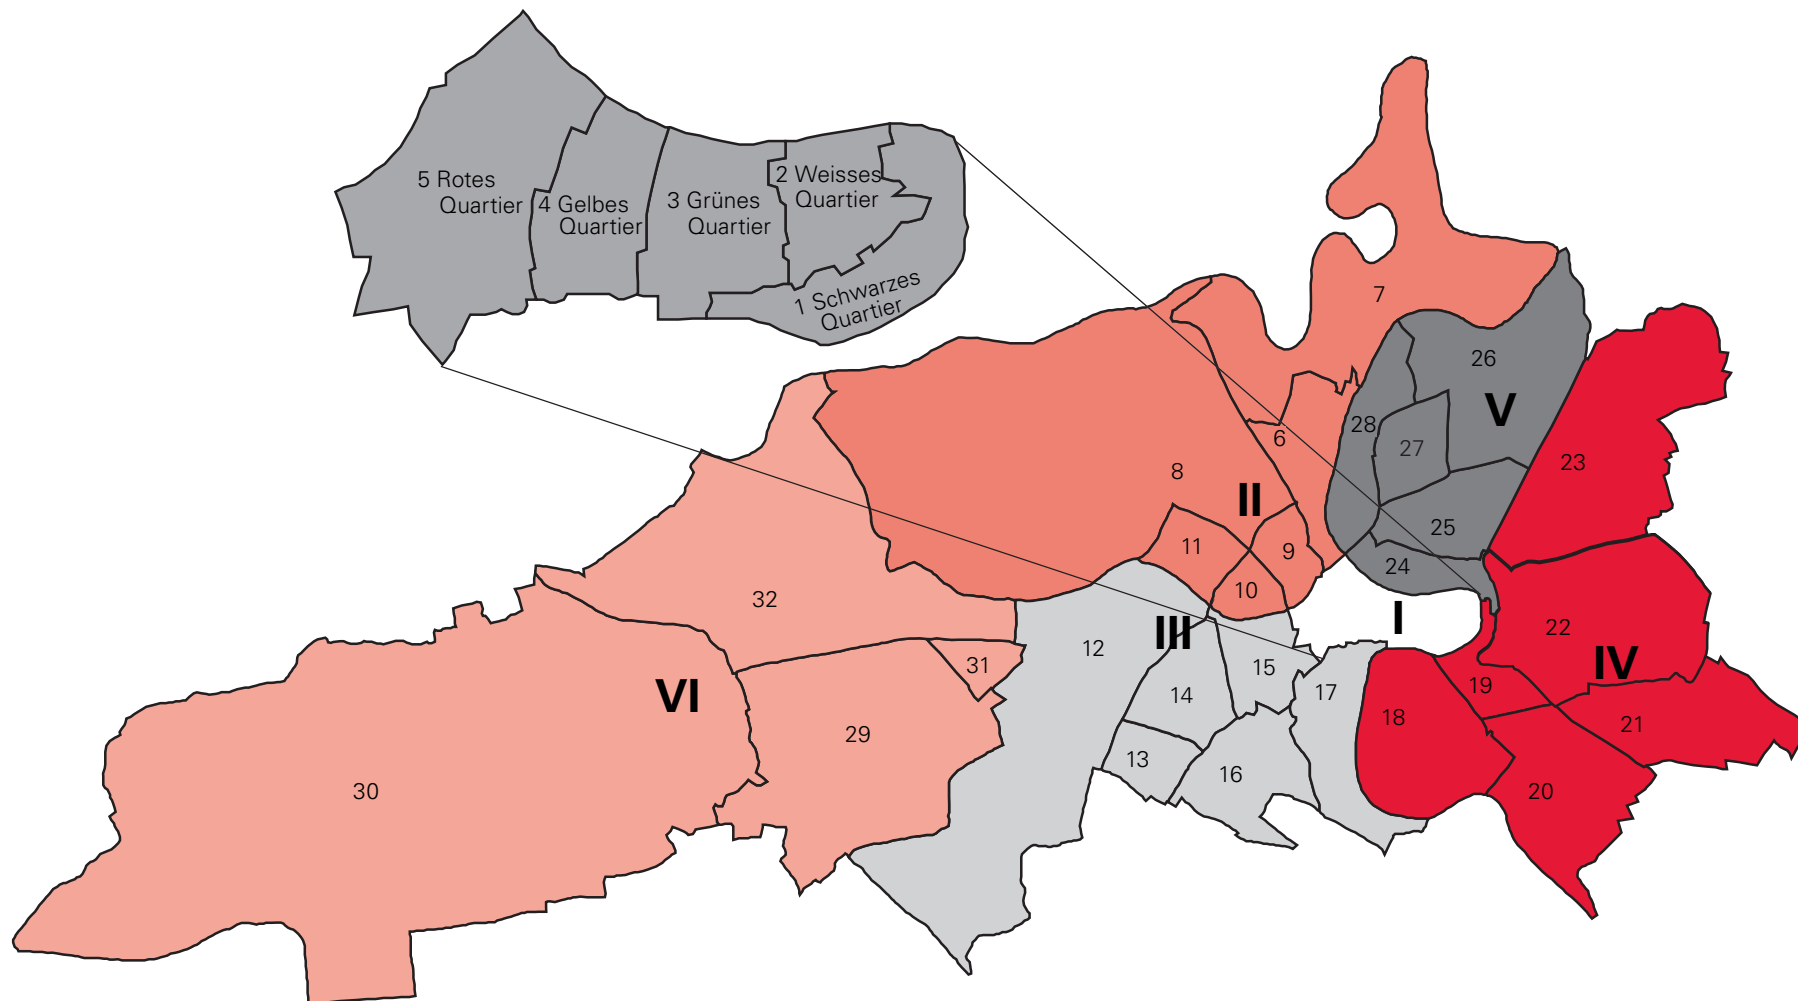 5 Rotes
Quartier
4 Gelbes
Quartier
3 Grünes
Quartier
2 Weisses
Quartier
1 Schwarzes
Quartier
7
26
V
28
27
23
6
8
II
25
11
9
24
10
32
I
22
12
III
15
IV
31
14
17
19
VI
18
21
29
13
16
30
20